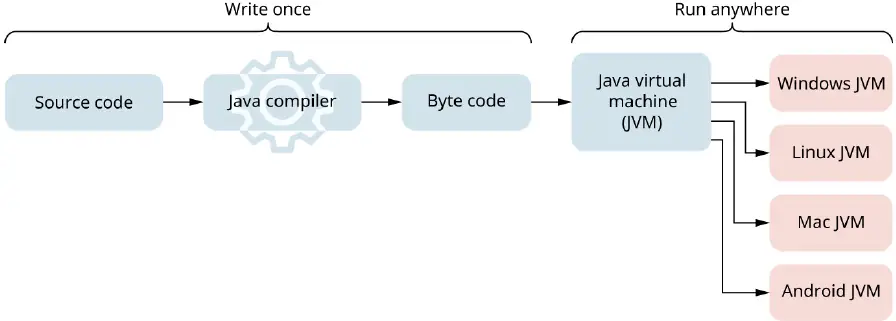 Write once
Run anywhere
Source code
Java compiler
Byte code
Java virtual
machine
(JVM)
Windows JVM
Linux JVM
Mac JVM
Android JVM